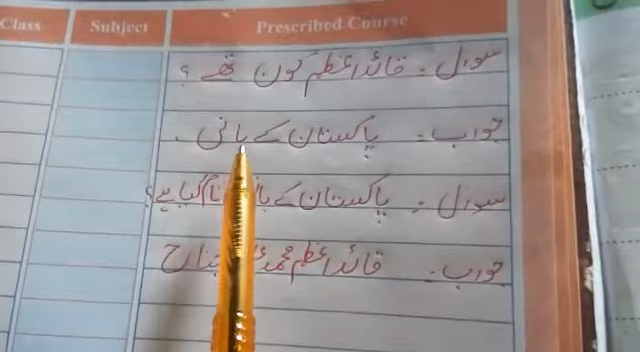 Class Subject Prescribed Course
سوال۔ قائداعظم کون تھے؟
جواب۔ پاکستان کے بانی۔
سوال۔ پاکستان کے نام کیا ہے؟
جواب۔ قائداعظم محمد جناح